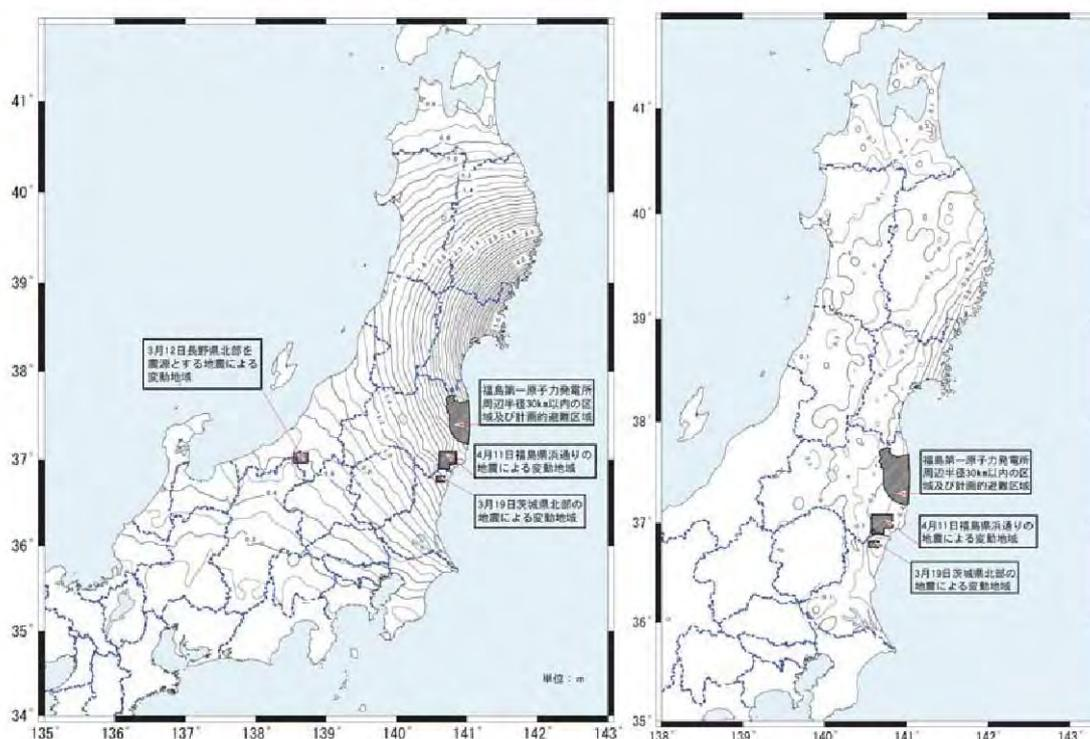 41°
40°
39°
38°
37°
36°
35°
34°
135°
136°
137°
138°
139°
140°
141°
142°
143°
3月12日長野県北部を
震源とする地震による
変動地域
福島第一原子力発電所
周辺半径30km以内の区
域及び計画的避難区域
4月11日福島県浜通りの
地震による変動地域
3月19日茨城県北部の
地震による変動地域
単位：m
41°
40°
39°
38°
37°
36°
35°
138°
139°
140°
141°
142°
143°
福島第一原子力発電所
周辺半径30km以内の区
域及び計画的避難区域
4月11日福島県浜通りの
地震による変動地域
3月19日茨城県北部の
地震による変動地域